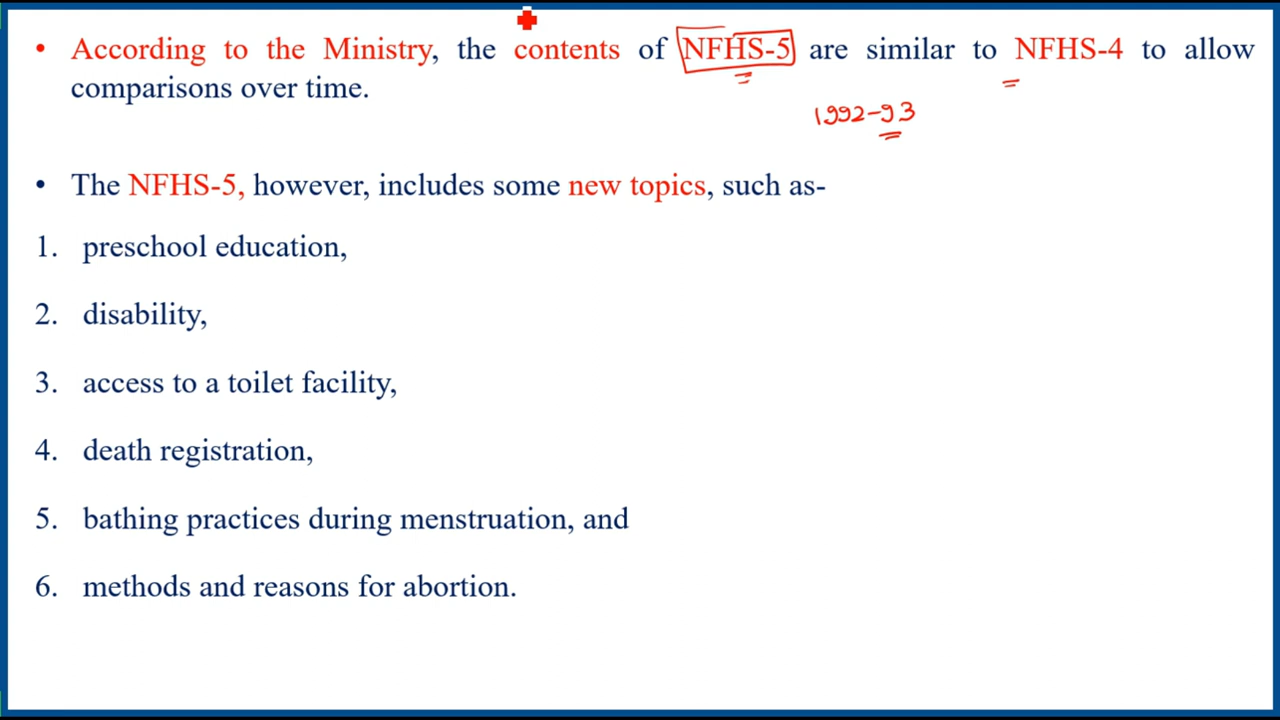 • According to the Ministry, the contents of NFHS-5 are similar to NFHS-4 to allow
comparisons over time.
1992-93
• The NFHS-5, however, includes some new topics, such as-
1. preschool education,
2. disability,
3. access to a toilet facility,
4. death registration,
5. bathing practices during menstruation, and
6. methods and reasons for abortion.